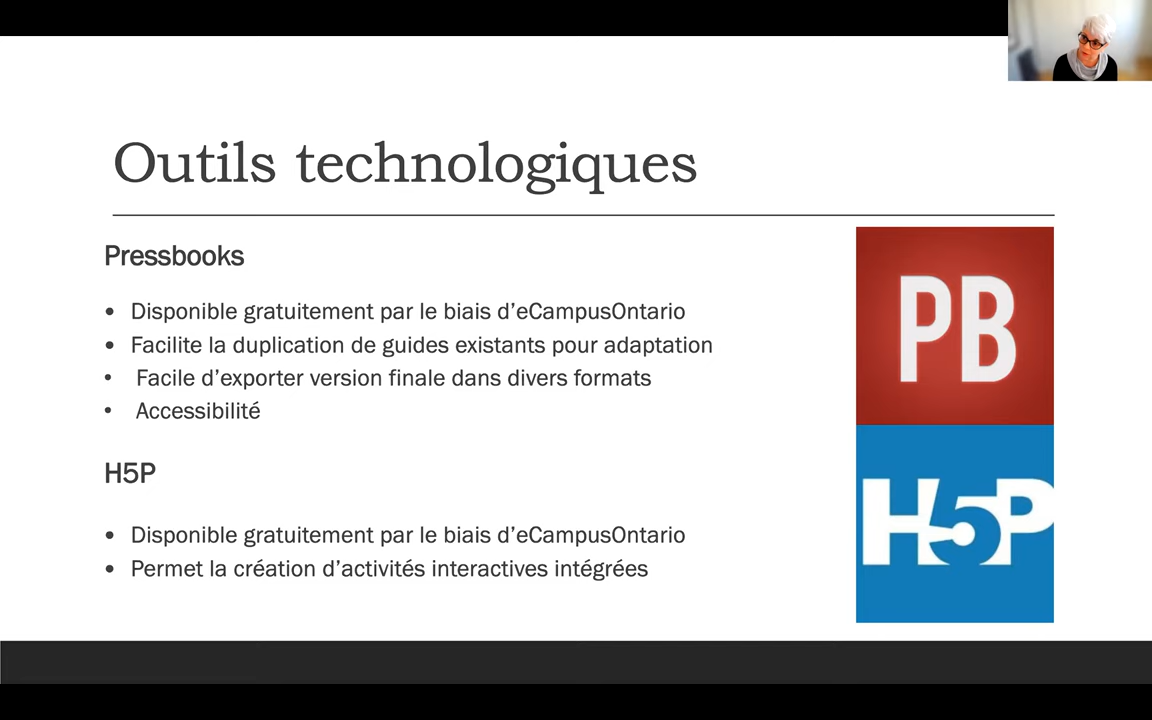 Outils technologiques
Pressbooks
• Disponible gratuitement par le biais d’eCampusOntario
• Facilite la duplication de guides existants pour adaptation
• Facile d’exporter version finale dans divers formats
• Accessibilité
H5P
• Disponible gratuitement par le biais d’eCampusOntario
• Permet la création d’activités interactives intégrées
PB
H5P